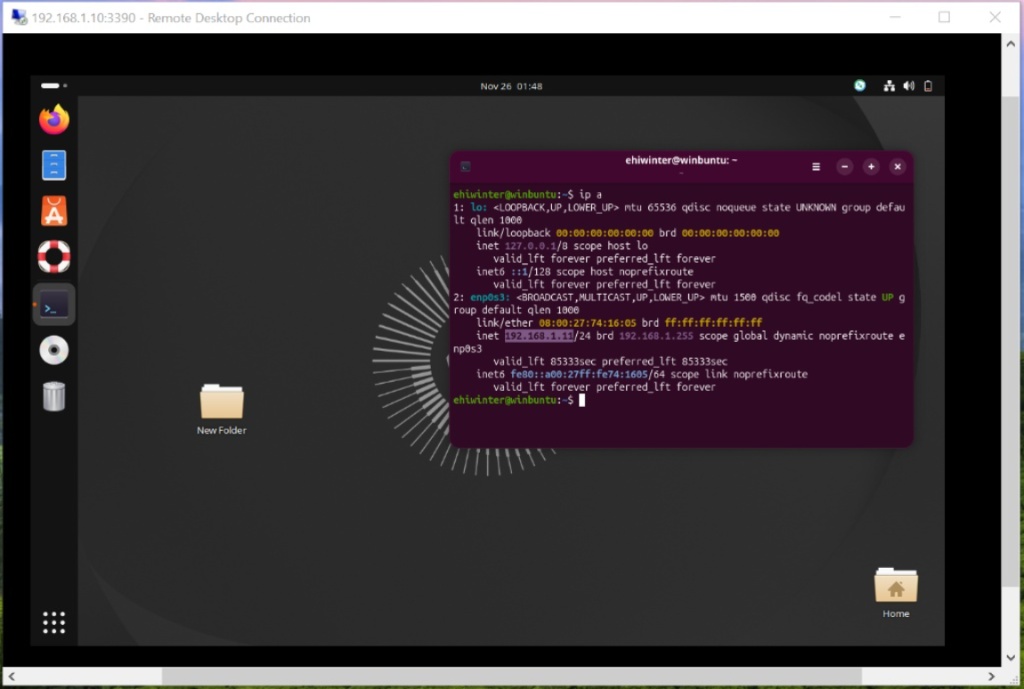 192.168.1.10:3390 - Remote Desktop Connection
Nov 26 01:48
ehiwinter@winbuntu: ~
ehiwinter@winbuntu:~$ ip a
1: lo: <LOOPBACK,UP,LOWER_UP> mtu 65536 qdisc noqueue state UNKNOWN group defau
lt qlen 1000
link/loopback 00:00:00:00:00:00 brd 00:00:00:00:00:00
inet 127.0.0.1/8 scope host lo
valid_lft forever preferred_lft forever
inet6 ::1/128 scope host noprefixroute
valid_lft forever preferred_lft forever
2: enp0s3: <BROADCAST,MULTICAST,UP,LOWER_UP> mtu 1500 qdisc fq_codel state UP g
roup default qlen 1000
link/ether 08:00:27:74:16:05 brd ff:ff:ff:ff:ff:ff
inet 192.168.1.11/24 brd 192.168.1.255 scope global dynamic noprefixroute e
np0s3
valid_lft 85333sec preferred_lft 85333sec
inet6 fe80::a00:27ff:fe74:1605/64 scope link noprefixroute
valid_lft forever preferred_lft forever
ehiwinter@winbuntu:~$
New Folder
Home